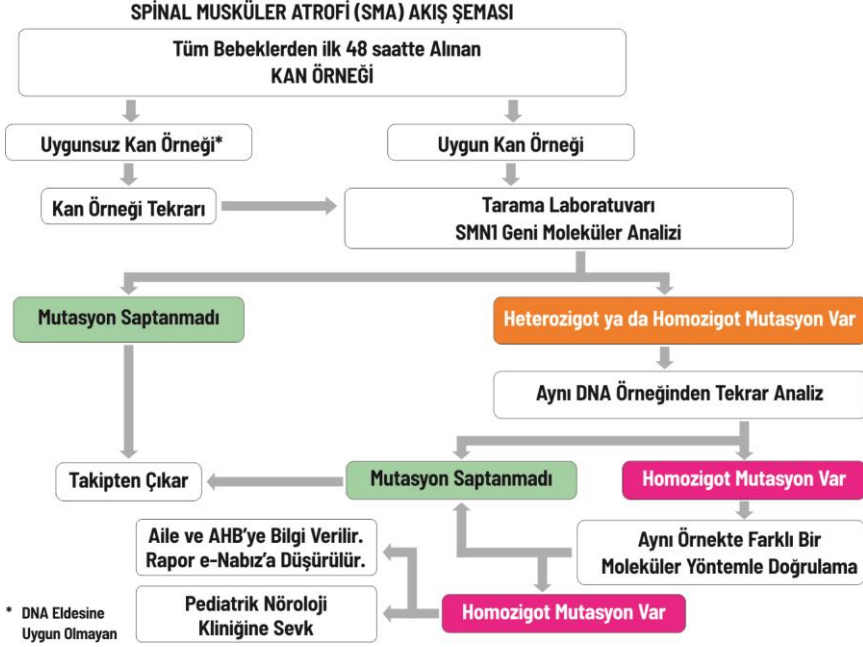 SPİNAL MUSKÜLER ATROFİ (SMA) AKIŞ ŞEMASI
Tüm Bebeklerden ilk 48 saatte Alınan
KAN ÖRNEĞİ
Uygunsuz Kan Örneği*
Uygun Kan Örneği
Kan Örneği Tekrarı
Tarama Laboratuvarı
SMN1 Geni Moleküler Analizi
Mutasyon Saptanmadı
Heterozigot ya da Homozigot Mutasyon Var
Aynı DNA Örneğinden Tekrar Analiz
Takipten Çıkar
Mutasyon Saptanmadı
Homozigot Mutasyon Var
Aile ve AHB'ye Bilgi Verilir.
Rapor e-Nabız'a Düşürülür.
Aynı Örnekte Farklı Bir
Moleküler Yöntemle Doğrulama
Pediatrik Nöroloji
Kliniğine Sevk
Homozigot Mutasyon Var
* DNA Eldesine
Uygun Olmayan